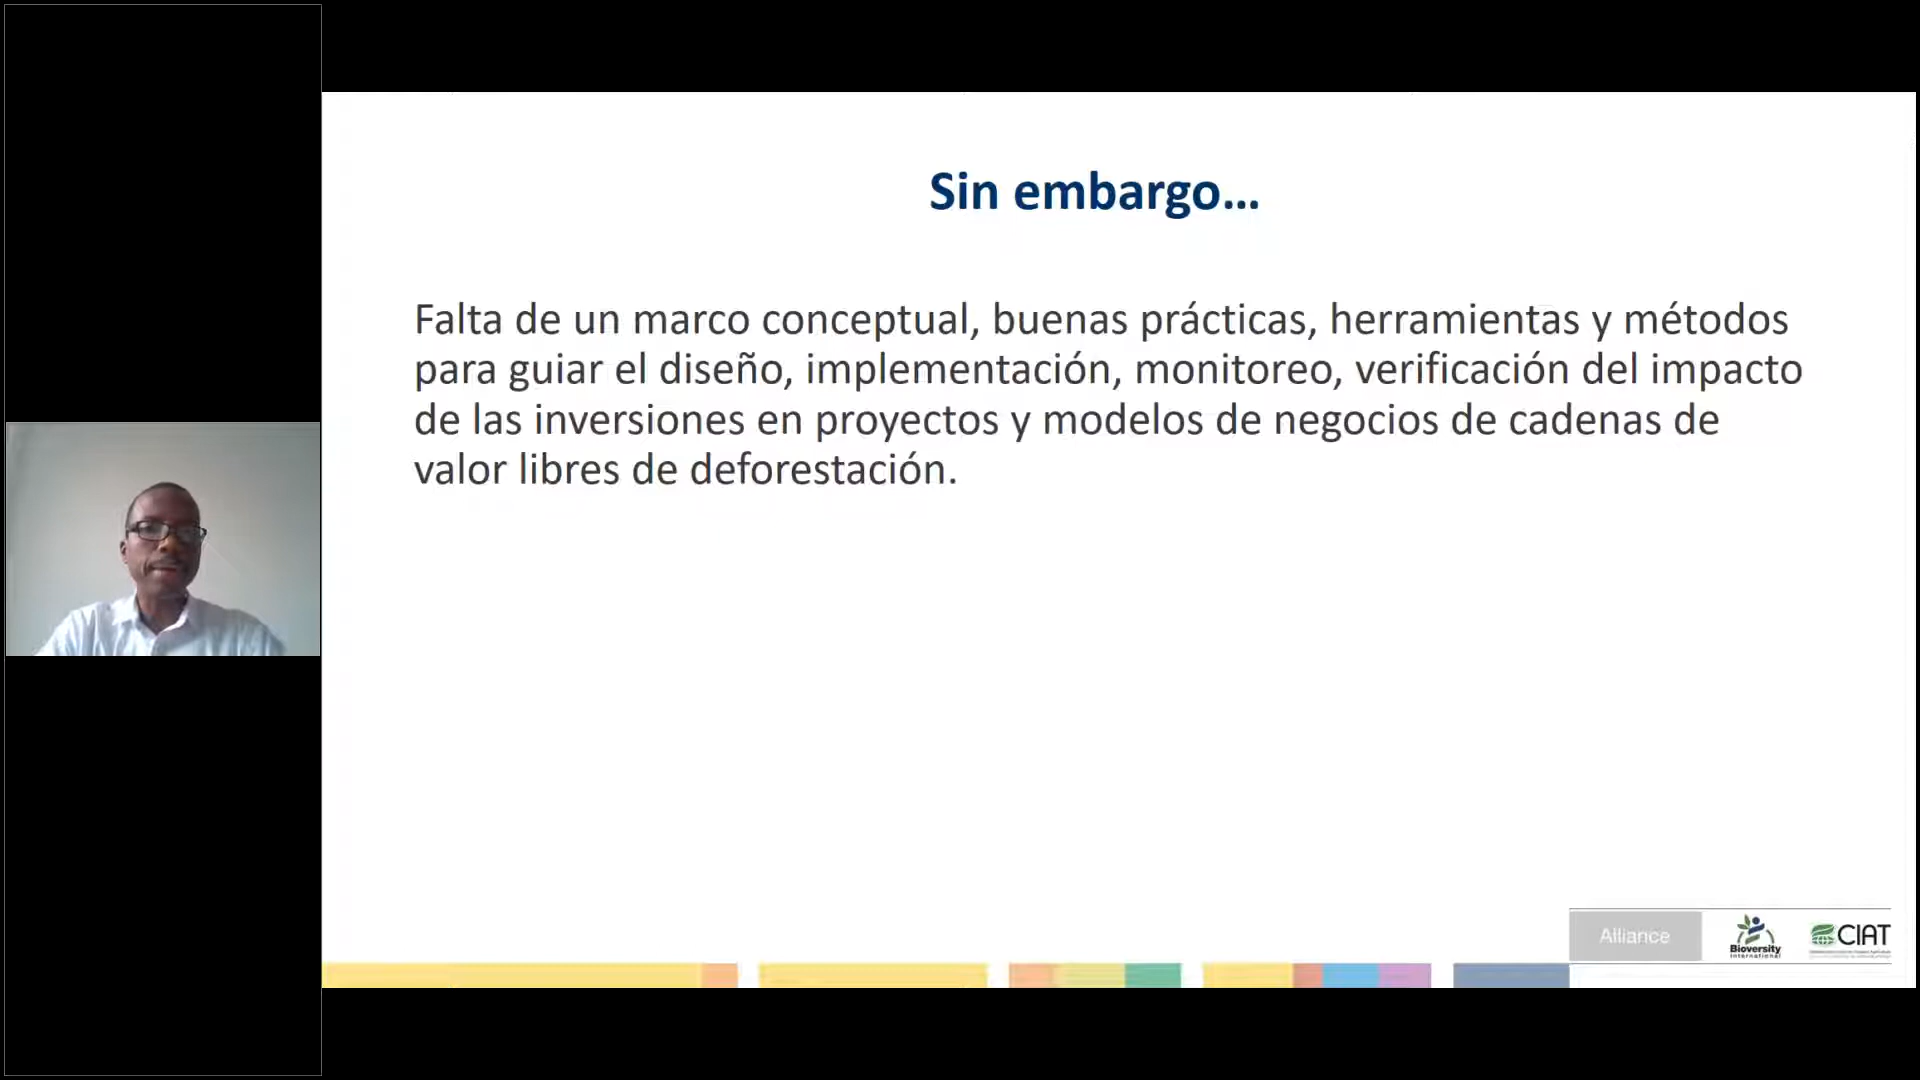 Sin embargo...
Falta de un marco conceptual, buenas prácticas, herramientas y métodos
para guiar el diseño, implementación, monitoreo, verificación del impacto
de las inversiones en proyectos y modelos de negocios de cadenas de
valor libres de deforestación.
Alliance
Bioversity
International
CIAT